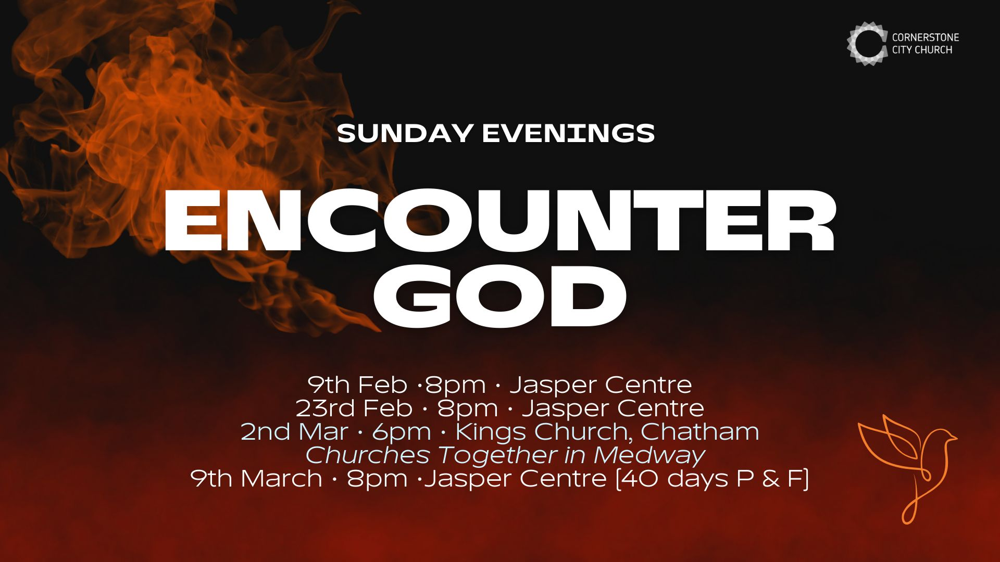 CORNERSTONE
CITY CHURCH
SUNDAY EVENINGS
ENCOUNTER
GOD
9th Feb •8pm • Jasper Centre
23rd Feb • 8pm • Jasper Centre
2nd Mar • 6pm • Kings Church, Chatham
Churches Together in Medway
9th March • 8pm •Jasper Centre [40 days P & F]